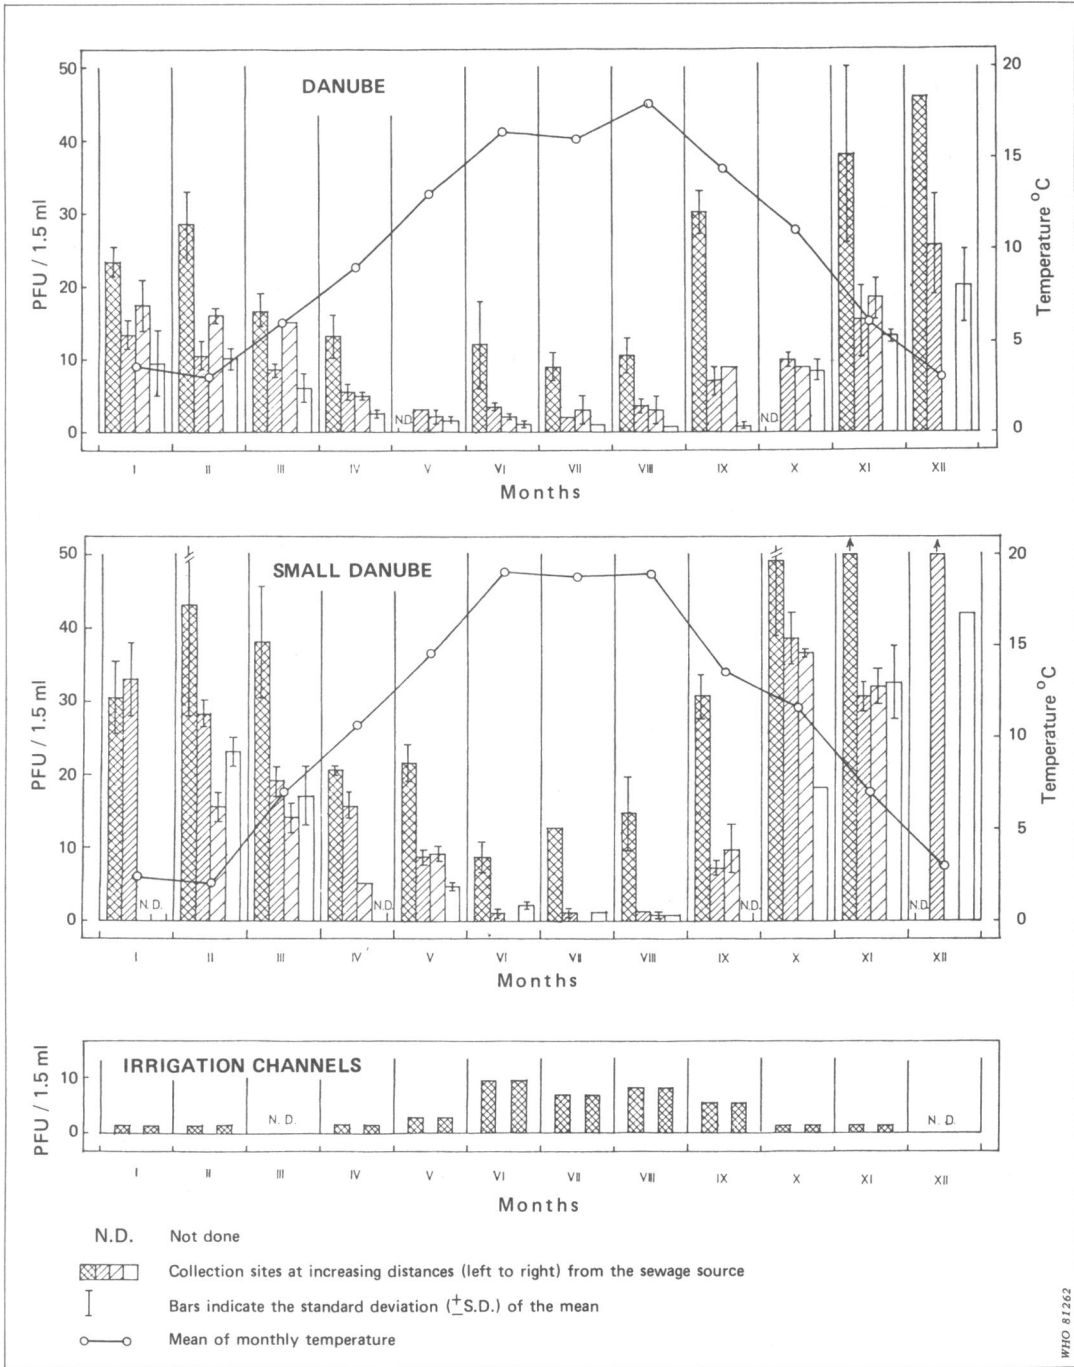 DANUBE
50
40
30
20
10
0
PFU / 1.5 ml
20
15
10
5
0
Temperature °C
N.D.
N.D.
I II III IV V VI VII VIII IX X XI XII
Months
SMALL DANUBE
50
40
30
20
10
0
PFU / 1.5 ml
20
15
10
5
0
Temperature °C
N.D.
N.D.
N.D.
N.D.
I II III IV V VI VII VIII IX X XI XII
Months
IRRIGATION CHANNELS
10
0
PFU / 1.5 ml
N. D.
N. D.
I II III IV V VI VII VIII IX X XI XII
Months
N.D. Not done
Collection sites at increasing distances (left to right) from the sewage source
Bars indicate the standard deviation (±S.D.) of the mean
Mean of monthly temperature
WHO 81262